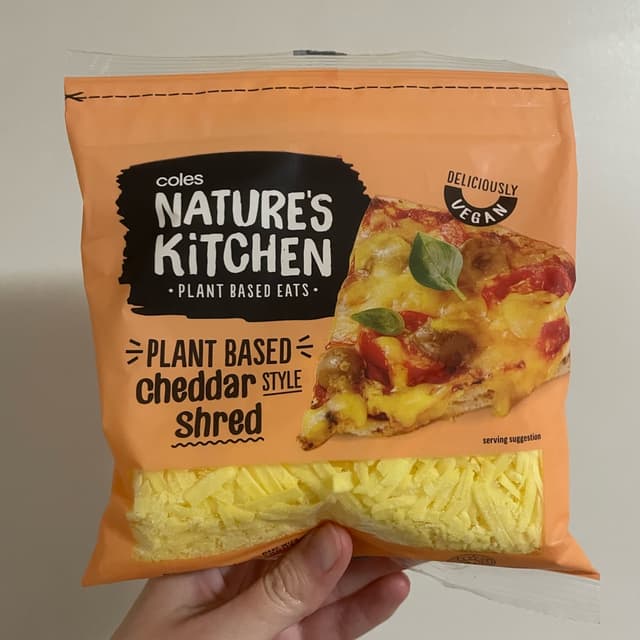 coles
NATURE'S
KiTCHEN
• PLANT BASED EATS •
DELICIOUSLY
VEGAN
PLANT BASED
cheddar STYLE
shred
serving suggestion